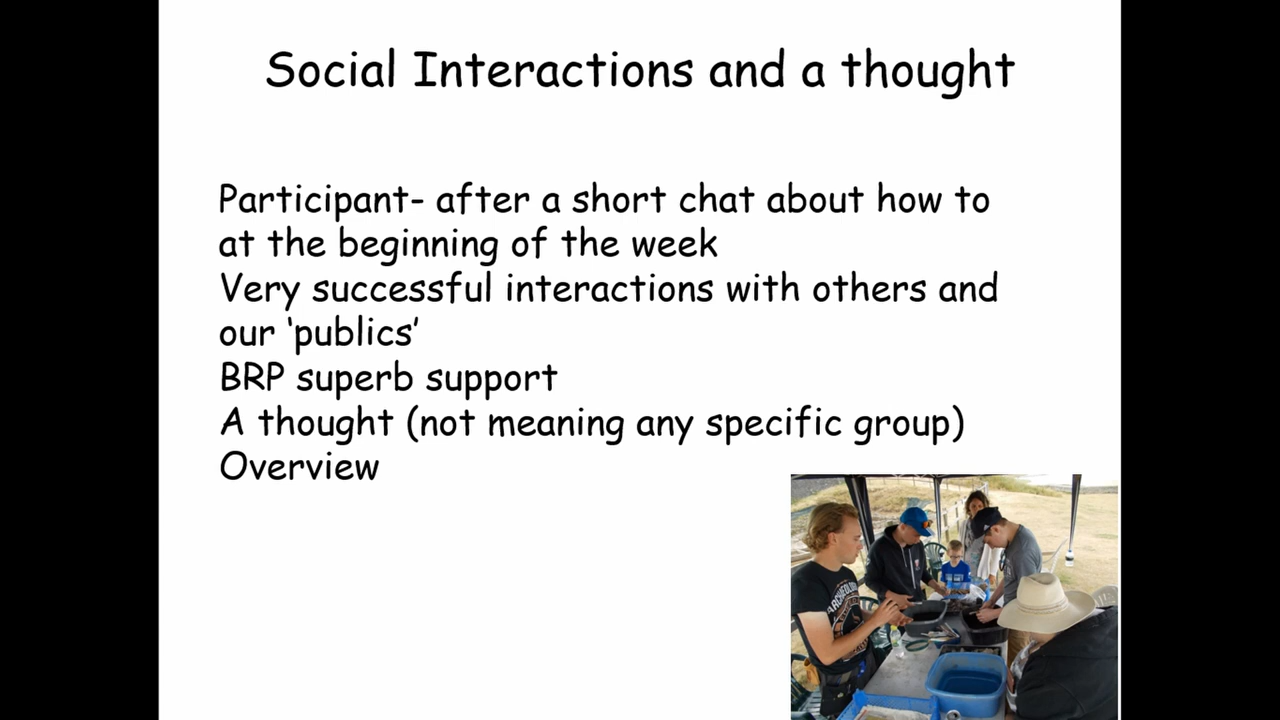 Social Interactions and a thought
Participant- after a short chat about how to
at the beginning of the week
Very successful interactions with others and
our ‘publics’
BRP superb support
A thought (not meaning any specific group)
Overview